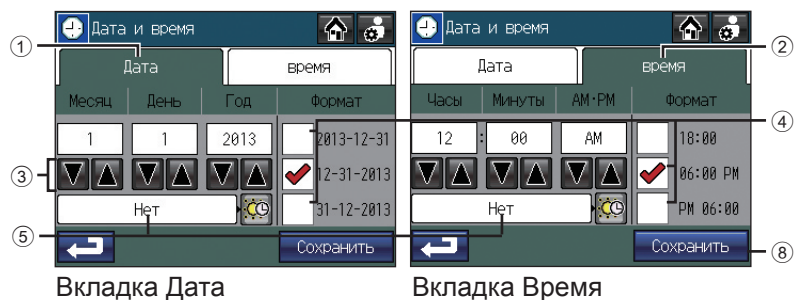 Дата и время
① Дата время
Месяц День Год Формат
1 1 2013 2013-12-31
③ 12-31-2013
Нет 31-12-2013
⑤
Сохранить
Вкладка Дата
Дата и время
Дата время ②
Часы Минуты AM·PM Формат
12 : 00 AM 18:00 ④
06:00 PM
Нет PM 06:00
Сохранить ⑧
Вкладка Время